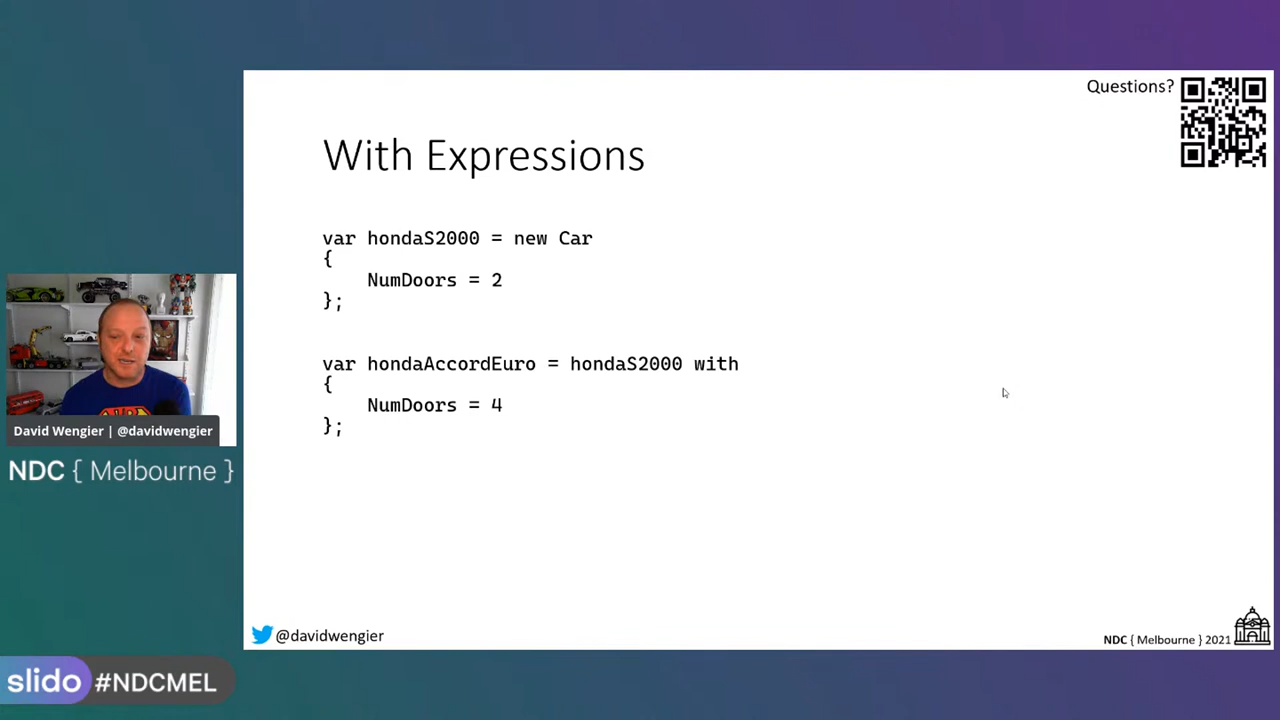 Questions?
With Expressions
var hondaS2000 = new Car
{
    NumDoors = 2
};
var hondaAccordEuro = hondaS2000 with
{
    NumDoors = 4
};
David Wengier | @davidwengier
NDC { Melbourne }
@davidwengier
NDC { Melbourne } 2021
slido #NDCMEL